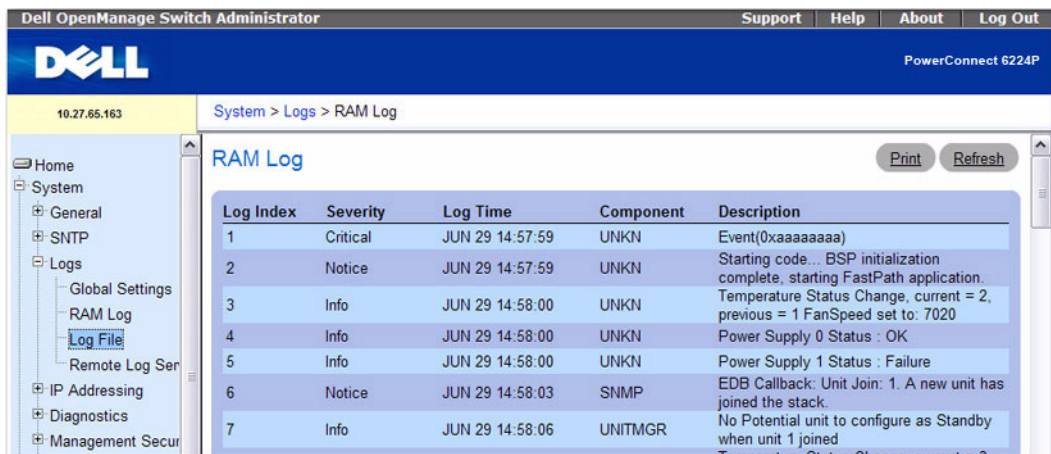 Dell OpenManage Switch Administrator
Support Help About Log Out
DELL
PowerConnect 6224P
10.27.65.163
System > Logs > RAM Log
Home
System
General
SNTP
Logs
Global Settings
RAM Log
Log File
Remote Log Ser
IP Addressing
Diagnostics
Management Secur
RAM Log
Print Refresh
Log Index Severity Log Time Component Description
1 Critical JUN 29 14:57:59 UNKN Event(0xaaaaaaaa)
2 Notice JUN 29 14:57:59 UNKN Starting code... BSP initialization
complete, starting FastPath application.
3 Info JUN 29 14:58:00 UNKN Temperature Status Change, current = 2,
previous = 1 FanSpeed set to: 7020
4 Info JUN 29 14:58:00 UNKN Power Supply 0 Status : OK
5 Info JUN 29 14:58:00 UNKN Power Supply 1 Status : Failure
6 Notice JUN 29 14:58:03 SNMP EDB Callback: Unit Join: 1. A new unit has
joined the stack.
7 Info JUN 29 14:58:06 UNITMGR No Potential unit to configure as Standby
when unit 1 joined